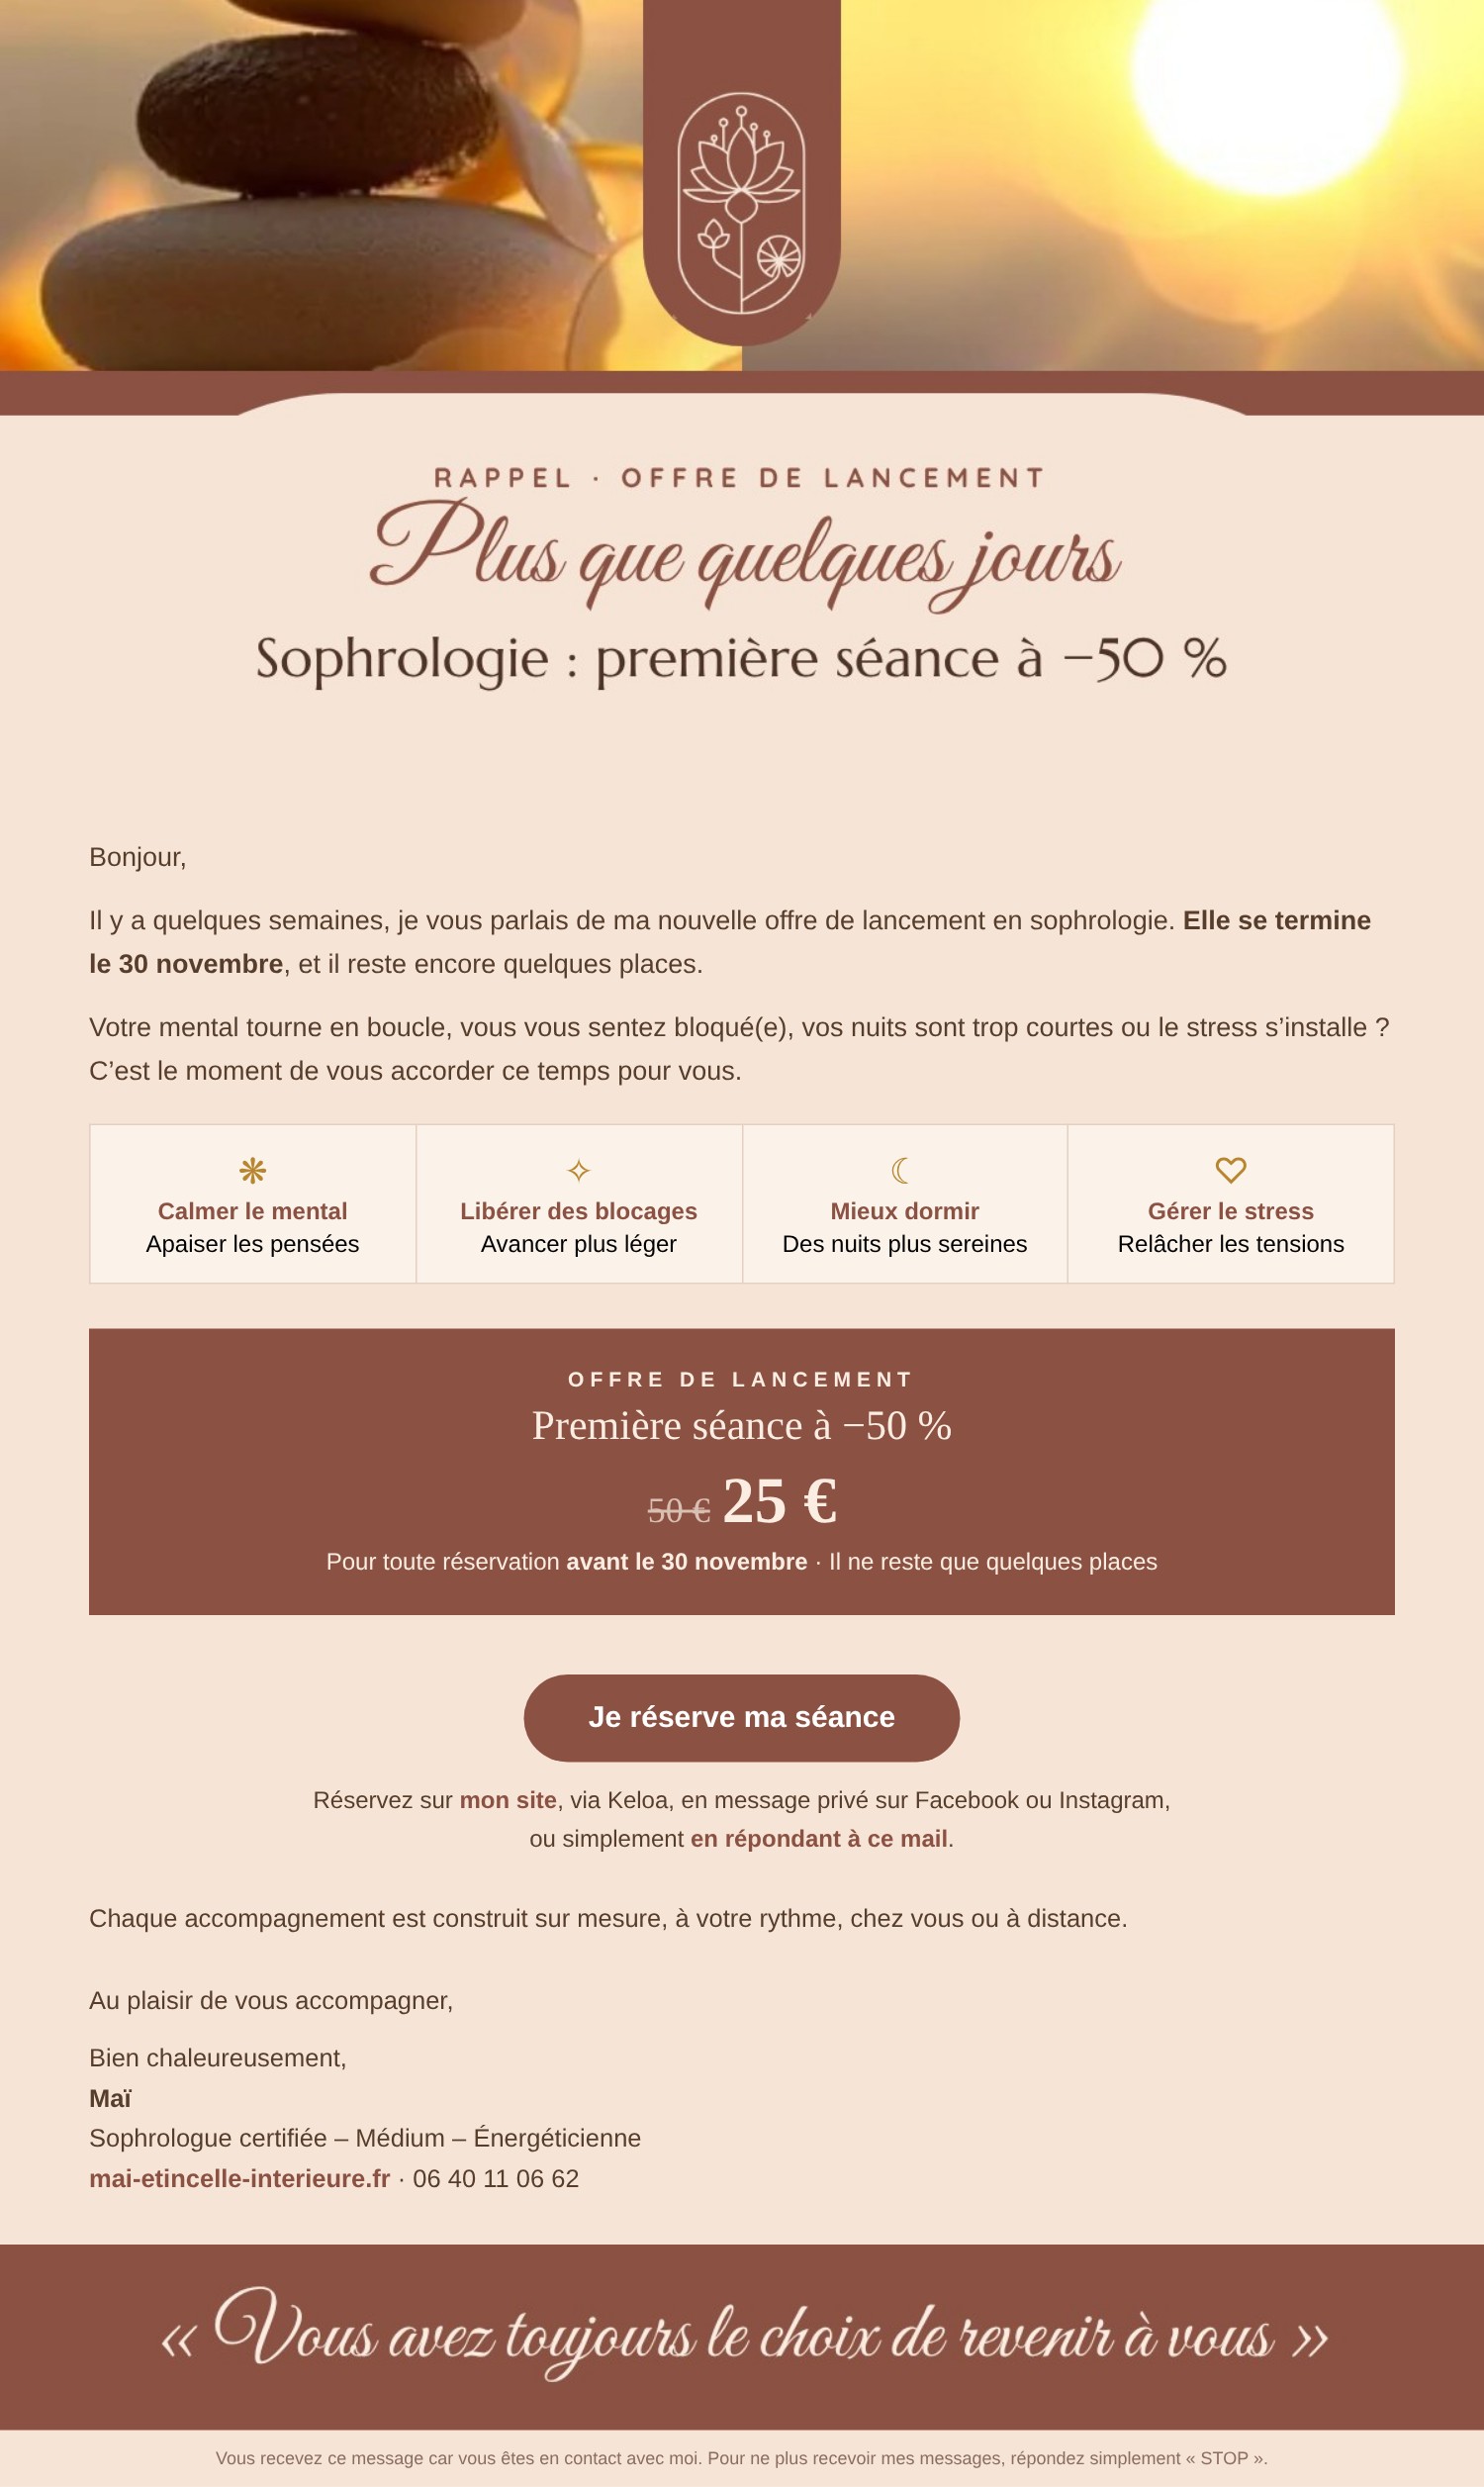 RAPPEL · OFFRE DE LANCEMENT
Plus que quelques jours
Sophrologie : première séance à −50 %
Bonjour,
Il y a quelques semaines, je vous parlais de ma nouvelle offre de lancement en sophrologie. Elle se termine
le 30 novembre, et il reste encore quelques places.
Votre mental tourne en boucle, vous vous sentez bloqué(e), vos nuits sont trop courtes ou le stress s’installe ?
C’est le moment de vous accorder ce temps pour vous.
Calmer le mental
Apaiser les pensées
Libérer des blocages
Avancer plus léger
Mieux dormir
Des nuits plus sereines
Gérer le stress
Relâcher les tensions
OFFRE DE LANCEMENT
Première séance à −50 %
50 € 25 €
Pour toute réservation avant le 30 novembre · Il ne reste que quelques places
Je réserve ma séance
Réservez sur mon site, via Keloa, en message privé sur Facebook ou Instagram,
ou simplement en répondant à ce mail.
Chaque accompagnement est construit sur mesure, à votre rythme, chez vous ou à distance.
Au plaisir de vous accompagner,
Bien chaleureusement,
Maï
Sophrologue certifiée – Médium – Énergéticienne
mai-etincelle-interieure.fr · 06 40 11 06 62
« Vous avez toujours le choix de revenir à vous »
Vous recevez ce message car vous êtes en contact avec moi. Pour ne plus recevoir mes messages, répondez simplement « STOP ».